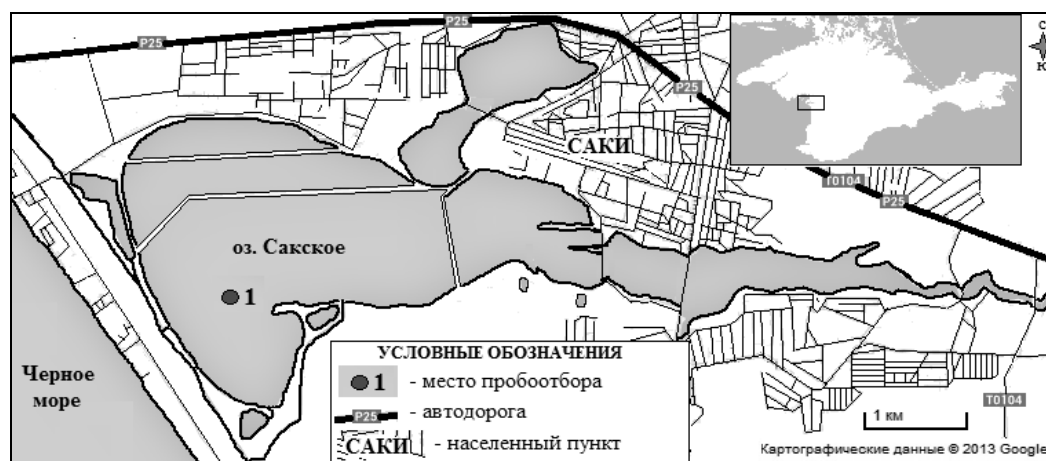 P25
P25
P25
САКИ
T0104
P25
С
Ю
оз. Сакское
1
Черное
море
УСЛОВНЫЕ ОБОЗНАЧЕНИЯ
1 - место пробоотбора
P25 - автодорога
САКИ - населенный пункт
1 км
T0104
Картографические данные © 2013 Google